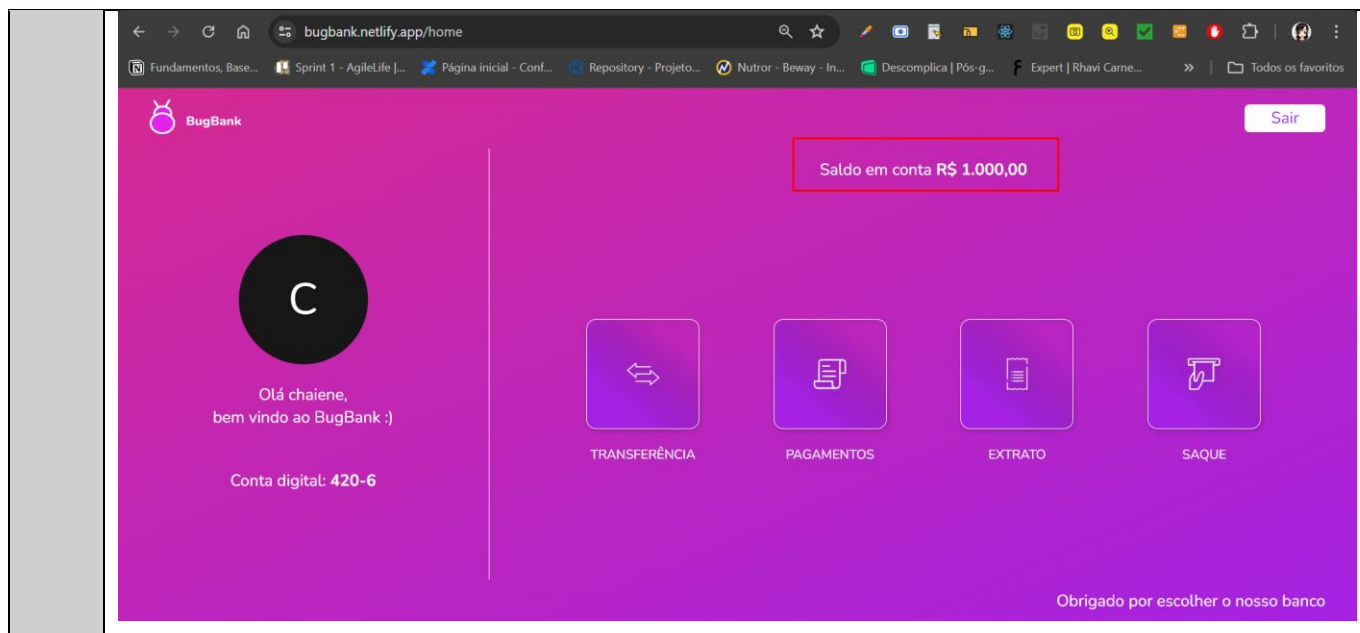 bugbank.netlify.app/home
Fundamentos, Base... Sprint 1 - AgileLife |... Página inicial - Conf... Repository - Projeto... Nutror - Beway - In... Descomplica | Pós-g... Expert | Rhavi Carne... » Todos os favoritos
BugBank
Sair
Saldo em conta R$ 1.000,00
C
Olá chaiene,
bem vindo ao BugBank :)
Conta digital: 420-6
TRANSFERÊNCIA PAGAMENTOS EXTRATO SAQUE
Obrigado por escolher o nosso banco